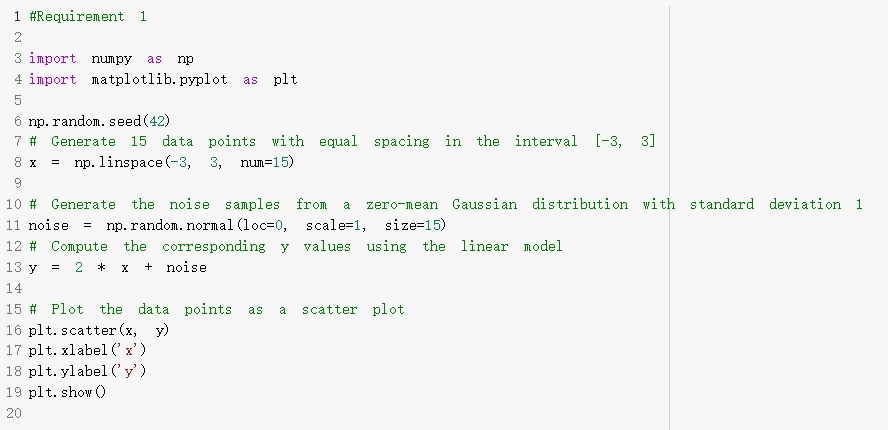 1 #Requirement 1
2
3 import numpy as np
4 import matplotlib.pyplot as plt
5
6 np.random.seed(42)
7 # Generate 15 data points with equal spacing in the interval [-3, 3]
8 x = np.linspace(-3, 3, num=15)
9
10 # Generate the noise samples from a zero-mean Gaussian distribution with standard deviation 1
11 noise = np.random.normal(loc=0, scale=1, size=15)
12 # Compute the corresponding y values using the linear model
13 y = 2 * x + noise
14
15 # Plot the data points as a scatter plot
16 plt.scatter(x, y)
17 plt.xlabel('x')
18 plt.ylabel('y')
19 plt.show()
20